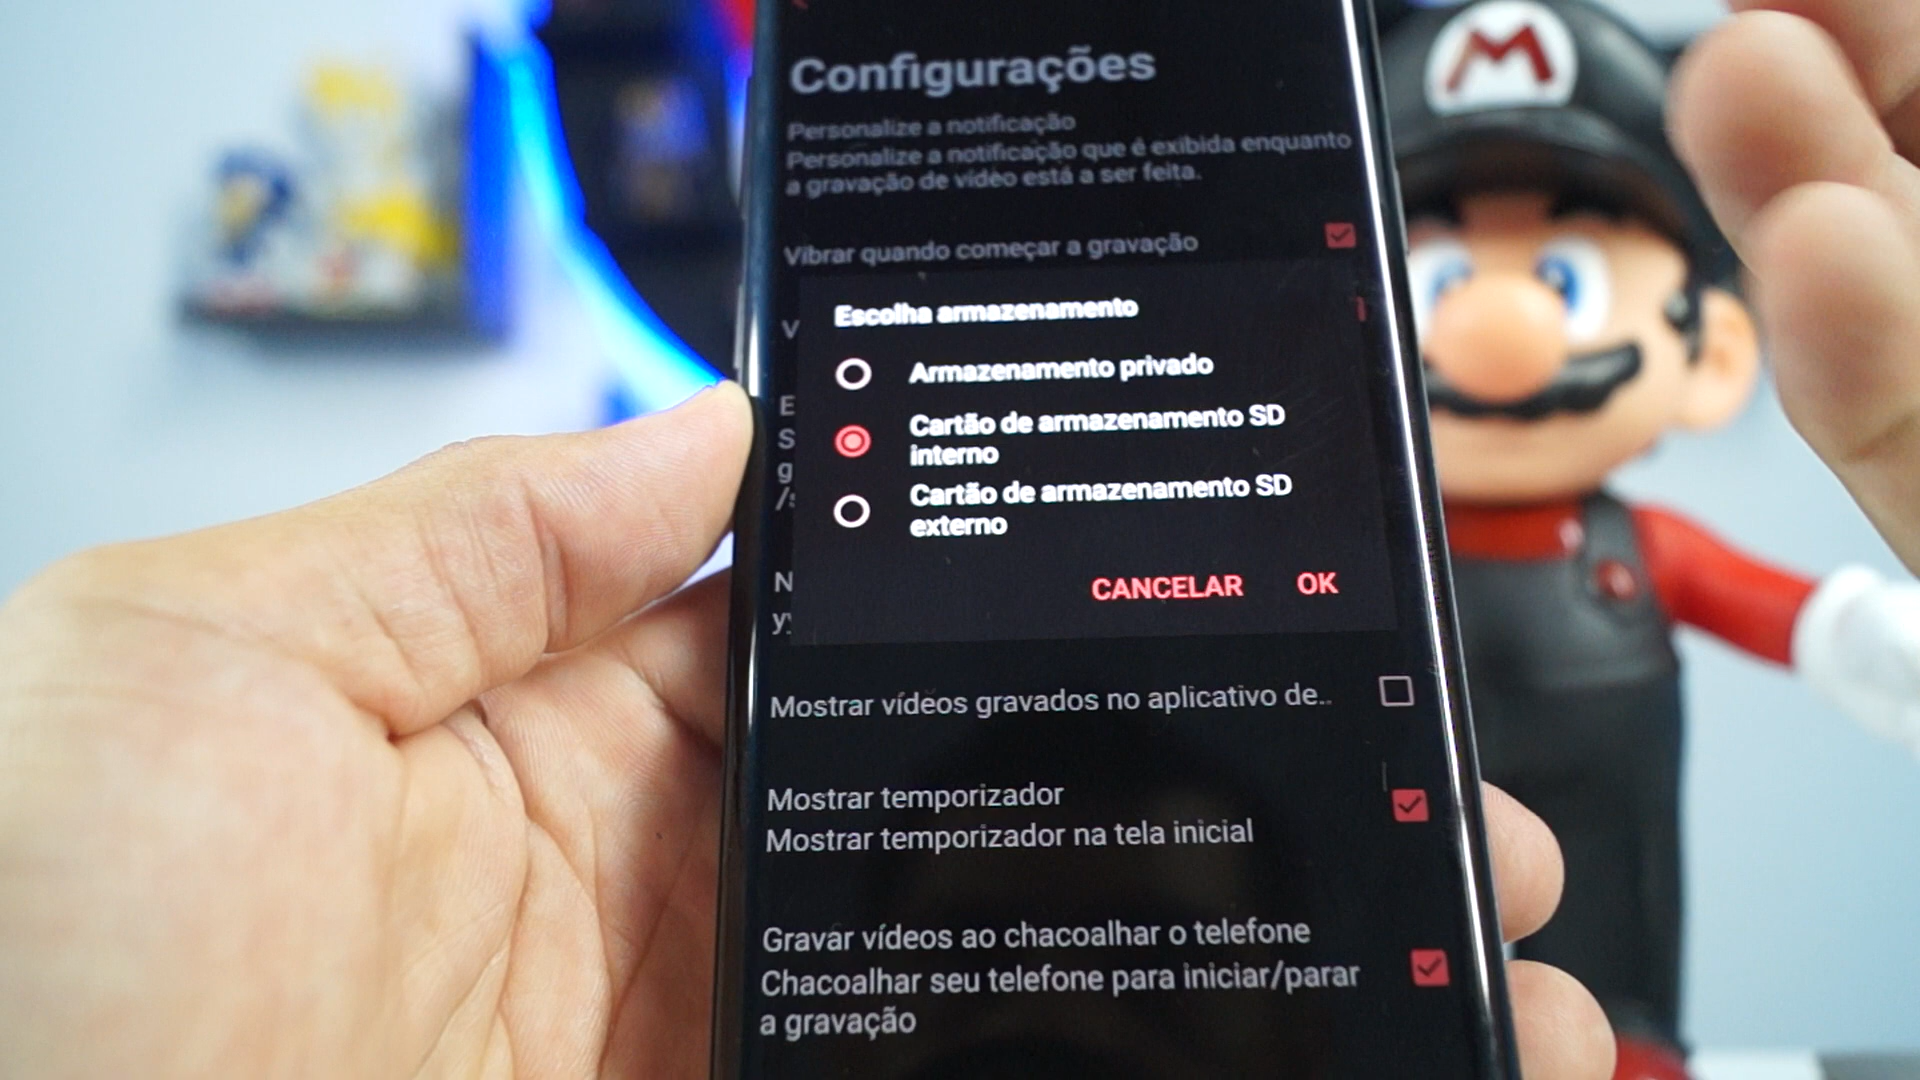 M
Configurações
Personalize a notificação
Personalize a notificação que é exibida enquanto
a gravação de vídeo está a ser feita.
Vibrar quando começar a gravação
V
Escolha armazenamento
Armazenamento privado
E
Cartão de armazenamento SD
S
interno
g
Cartão de armazenamento SD
externo
N
CANCELAR OK
Mostrar vídeos gravados no aplicativo de..
Mostrar temporizador
Mostrar temporizador na tela inicial
Gravar vídeos ao chacoalhar o telefone
Chacoalhar seu telefone para iniciar/parar
a gravação